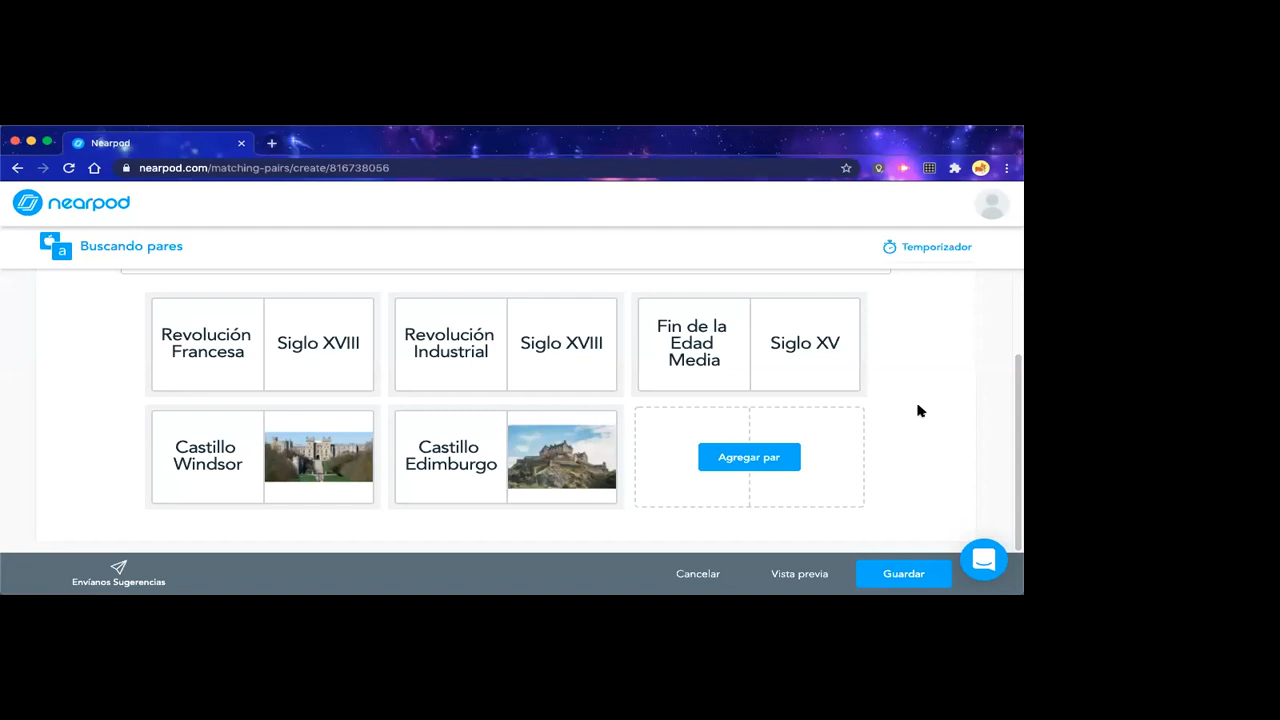 Nearpod
nearpod.com/matching-pairs/create/816738056
nearpod
a Buscando pares
Temporizador
Revolución
Francesa
Siglo XVIII
Revolución
Industrial
Siglo XVIII
Fin de la
Edad
Media
Siglo XV
Castillo
Windsor
Castillo
Edimburgo
Agregar par
Envíanos Sugerencias
Cancelar
Vista previa
Guardar